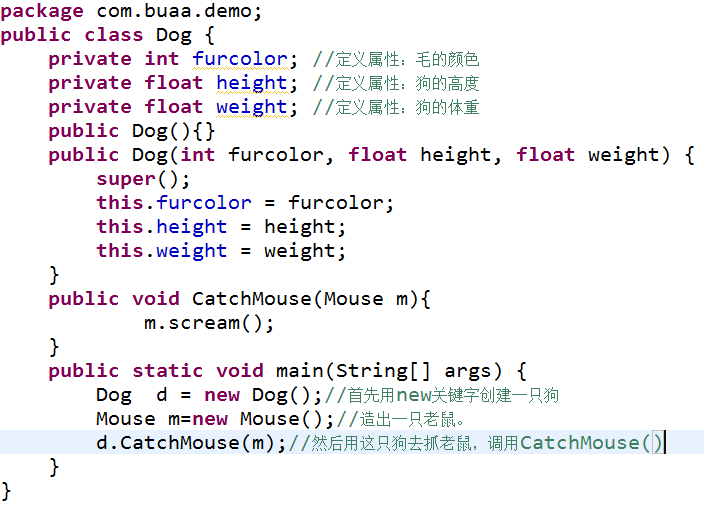 package com.buaa.demo;
public class Dog {
    private int furcolor; //定义属性：毛的颜色
    private float height; //定义属性：狗的高度
    private float weight; //定义属性：狗的体重
    public Dog(){}
    public Dog(int furcolor, float height, float weight) {
        super();
        this.furcolor = furcolor;
        this.height = height;
        this.weight = weight;
    }
    public void CatchMouse(Mouse m){
            m.scream();
    }
    public static void main(String[] args) {
        Dog  d = new Dog();//首先用new关键字创建一只狗
        Mouse m=new Mouse();//造出一只老鼠。
        d.CatchMouse(m);//然后用这只狗去抓老鼠，调用CatchMouse()
    }
}